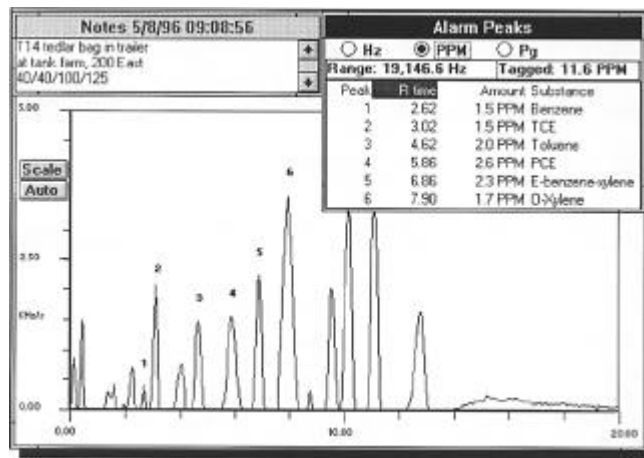 Notes 5/8/96 09:08:56
T14 tedlar bag in trailer
at tank farm, 200 East
40/40/100/125
Alarm Peaks
Hz PPM Pg
Range: 19,146.6 Hz Tagged: 11.6 PPM
Peak R time Amount Substance
1 2.62 1.5 PPM Benzene
2 3.02 1.5 PPM TCE
3 4.62 2.0 PPM Toluene
4 5.86 2.6 PPM PCE
5 6.86 2.3 PPM E-benzene-xylene
6 7.90 1.7 PPM O-Xylene
5.00
Scale
Auto
2.50
KHz/s
0.00
1
2
3
4
5
6
0.00 10.00 20.00